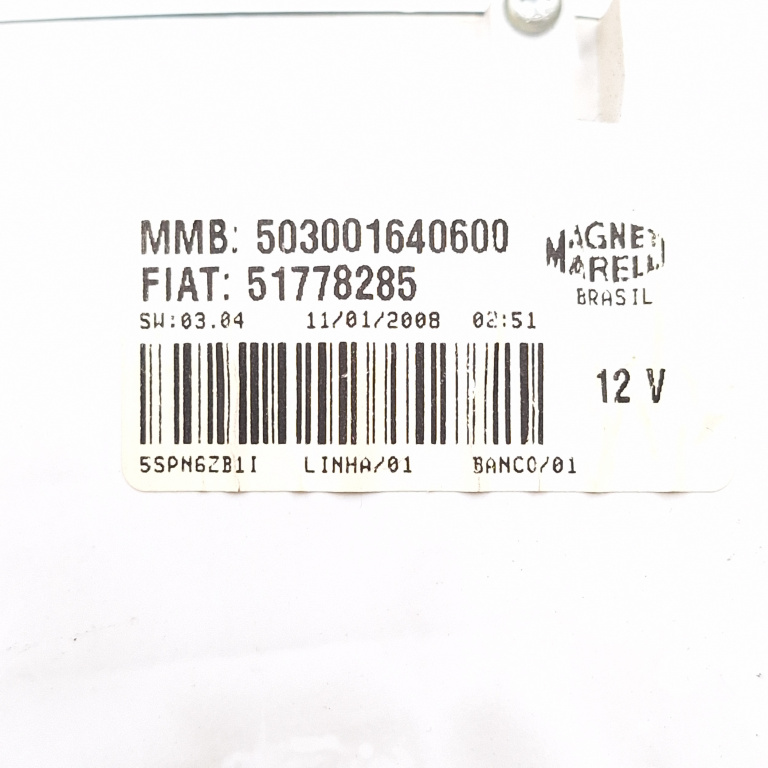 MMB: 503001640600
FIAT: 51778285
MAGNETI
MARELLI
BRASIL
SW:03.04 11/01/2008 02:51
12 V
5SPN6ZB1I LINHA/01 BANCO/01